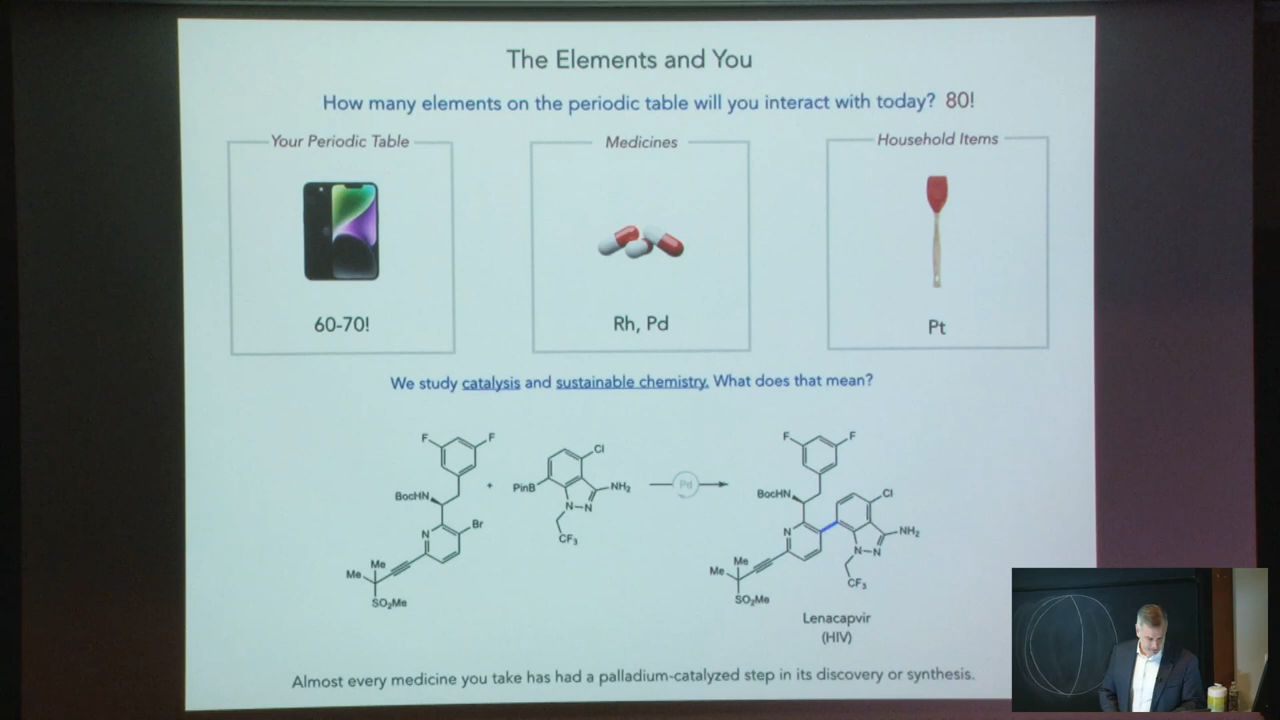 The Elements and You
How many elements on the periodic table will you interact with today? 80!
Your Periodic Table
Medicines
Household Items
60-70!
Rh, Pd
Pt
We study catalysis and sustainable chemistry. What does that mean?
F
F
BocHN
N
Br
Me
Me
SO₂Me
+
PinB
Cl
NH₂
N–N
CF₃
Pd
F
F
BocHN
N
Cl
NH₂
N–N
CF₃
Me
Me
SO₂Me
Lenacapvir
(HIV)
Almost every medicine you take has had a palladium-catalyzed step in its discovery or synthesis.